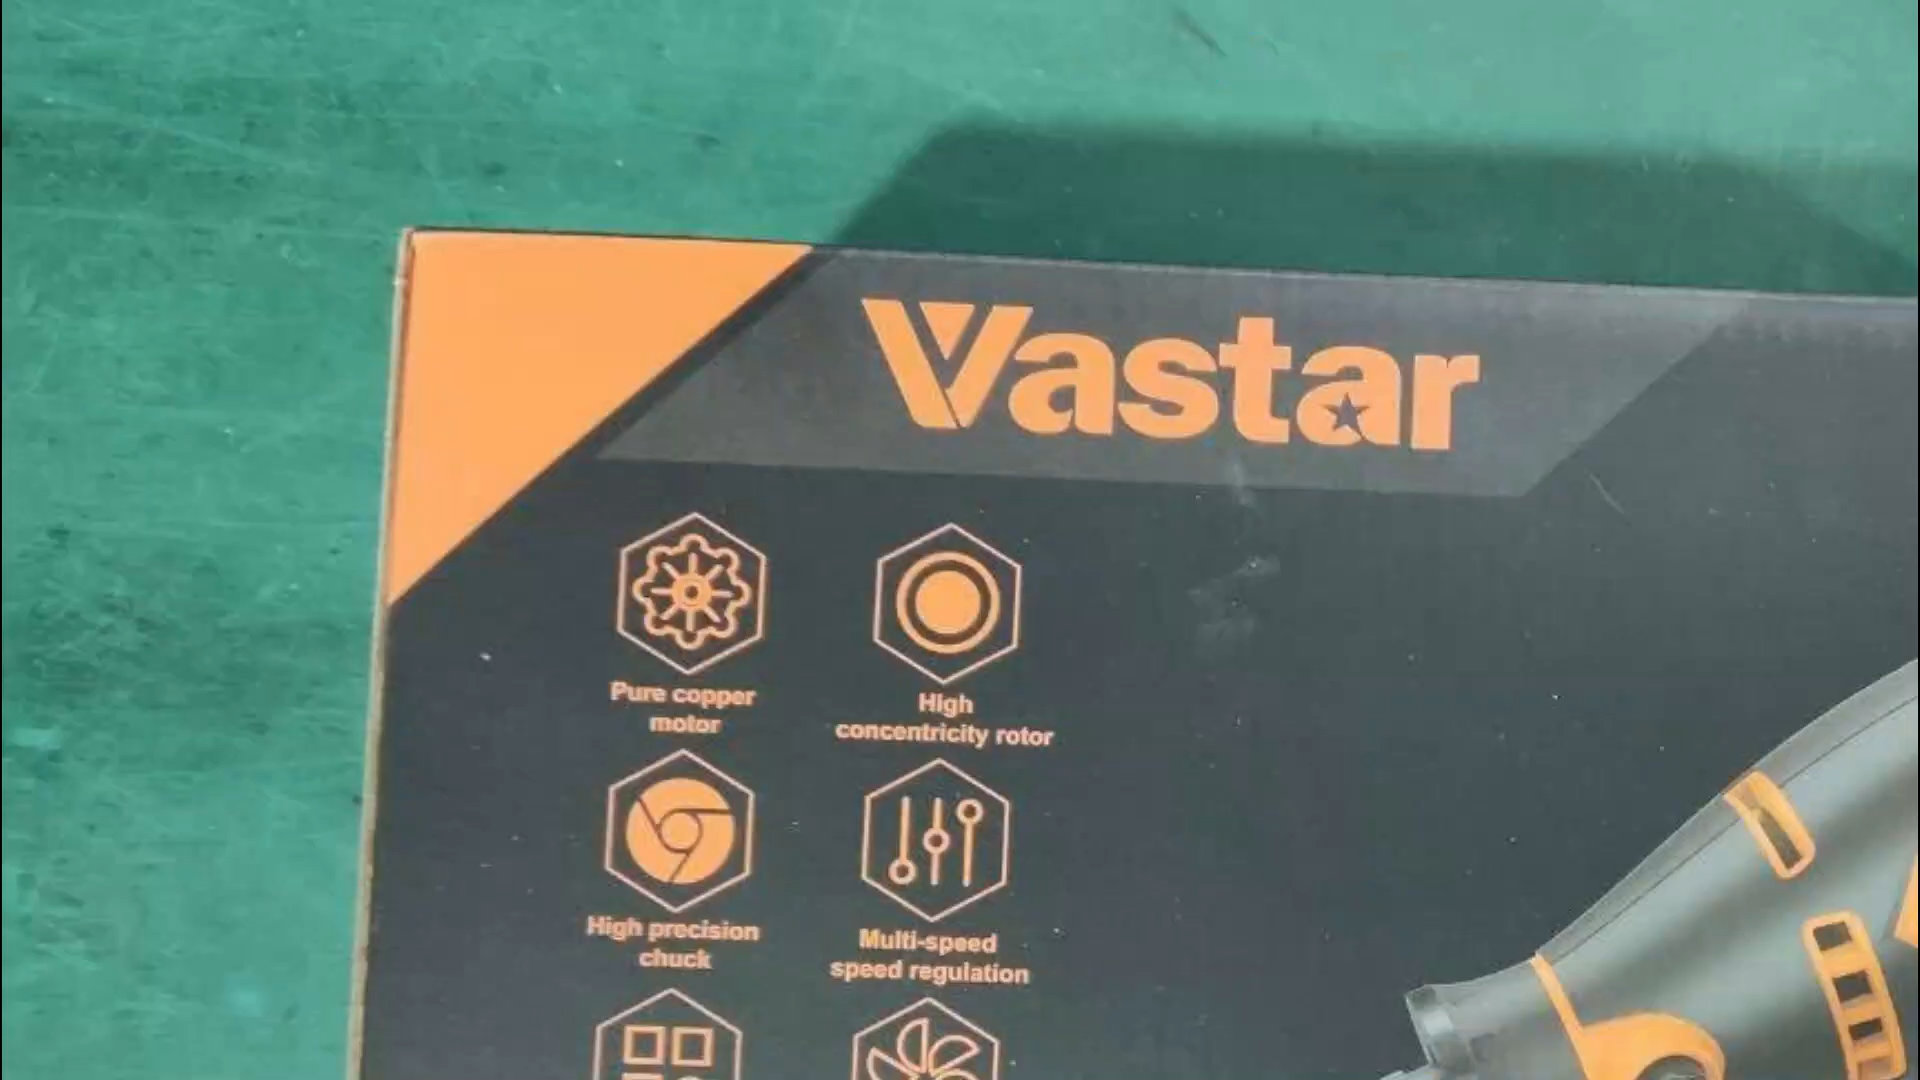 Vastar
Pure copper
motor
High
concentricity rotor
High precision
chuck
Multi-speed
speed regulation